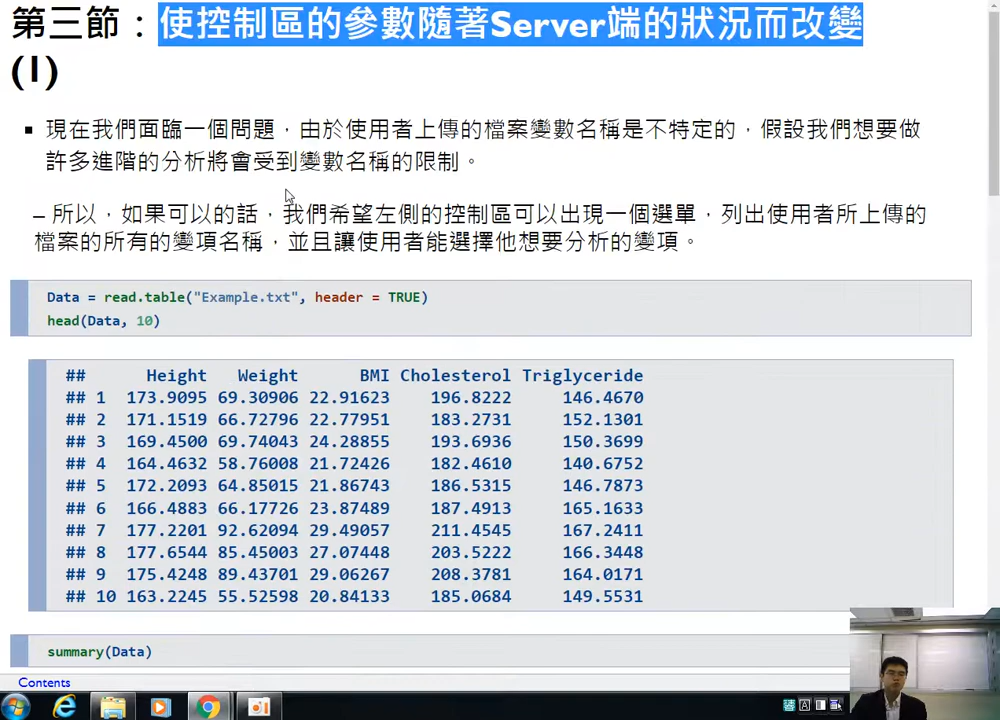 第三節：使控制區的參數隨著Server端的狀況而改變
(I)
現在我們面臨一個問題，由於使用者上傳的檔案變數名稱是不特定的，假設我們想要做
許多進階的分析將會受到變數名稱的限制。
– 所以，如果可以的話，我們希望左側的控制區可以出現一個選單，列出使用者所上傳的
檔案的所有的變項名稱，並且讓使用者能選擇他想要分析的變項。
Data = read.table("Example.txt", header = TRUE)
head(Data, 10)
## Height Weight BMI Cholesterol Triglyceride
## 1 173.9095 69.30906 22.91623 196.8222 146.4670
## 2 171.1519 66.72796 22.77951 183.2731 152.1301
## 3 169.4500 69.74043 24.28855 193.6936 150.3699
## 4 164.4632 58.76008 21.72426 182.4610 140.6752
## 5 172.2093 64.85015 21.86743 186.5315 146.7873
## 6 166.4883 66.17726 23.87489 187.4913 165.1633
## 7 177.2201 92.62094 29.49057 211.4545 167.2411
## 8 177.6544 85.45003 27.07448 203.5222 166.3448
## 9 175.4248 89.43701 29.06267 208.3781 164.0171
## 10 163.2245 55.52598 20.84133 185.0684 149.5531
summary(Data)
Contents